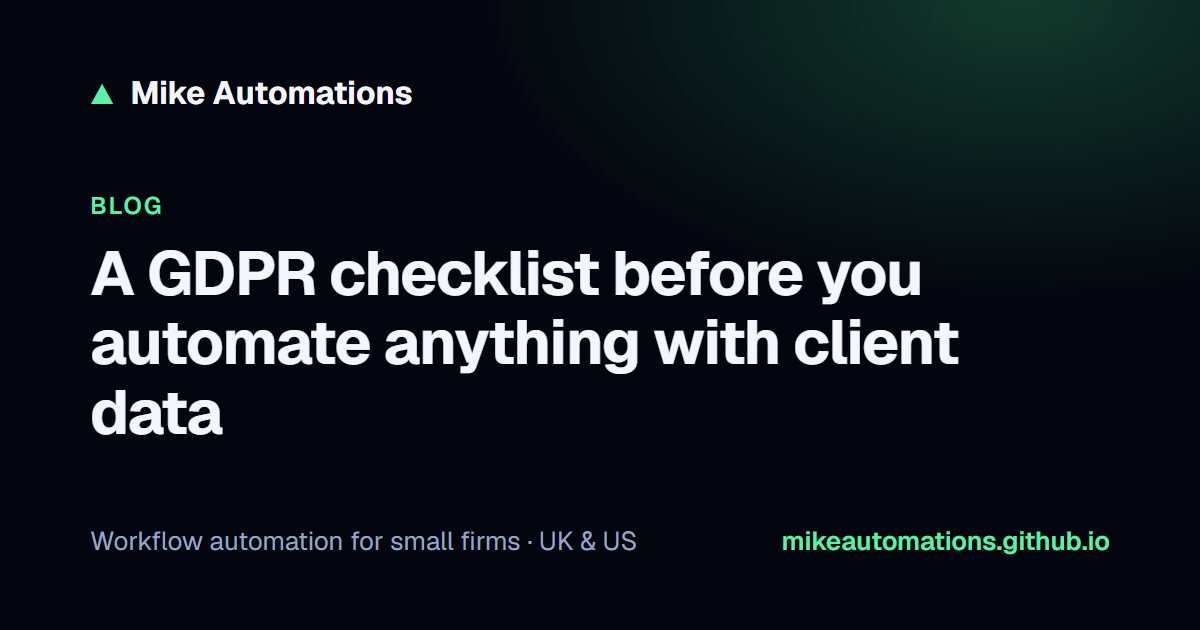 Mike Automations
BLOG
A GDPR checklist before you
automate anything with client
data
Workflow automation for small firms · UK & US
mikeautomations.github.io